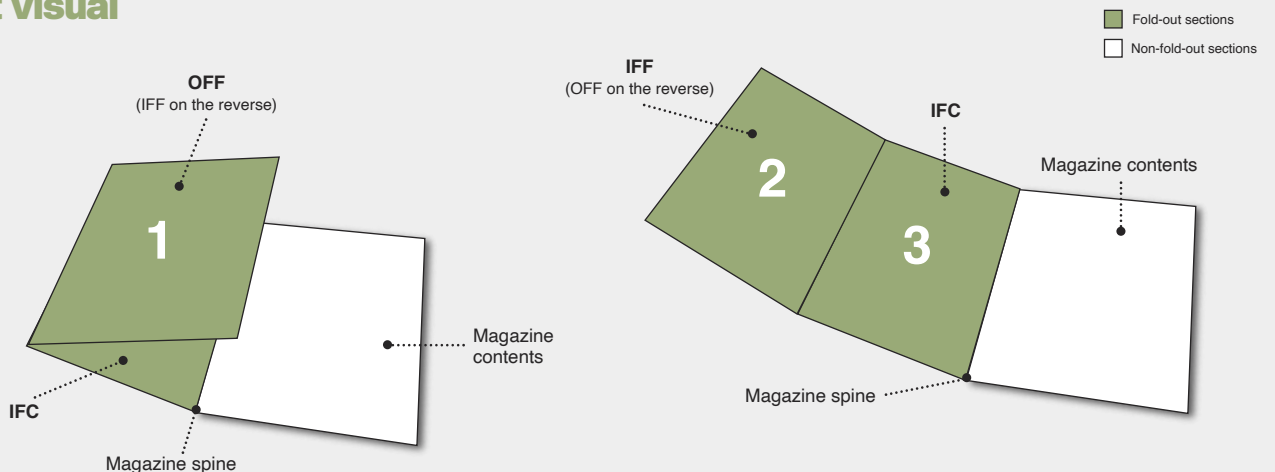 visual
Fold-out sections
Non-fold-out sections
OFF
(IFF on the reverse)
1
IFC
Magazine spine
Magazine
contents
IFF
(OFF on the reverse)
2
IFC
3
Magazine contents
Magazine spine